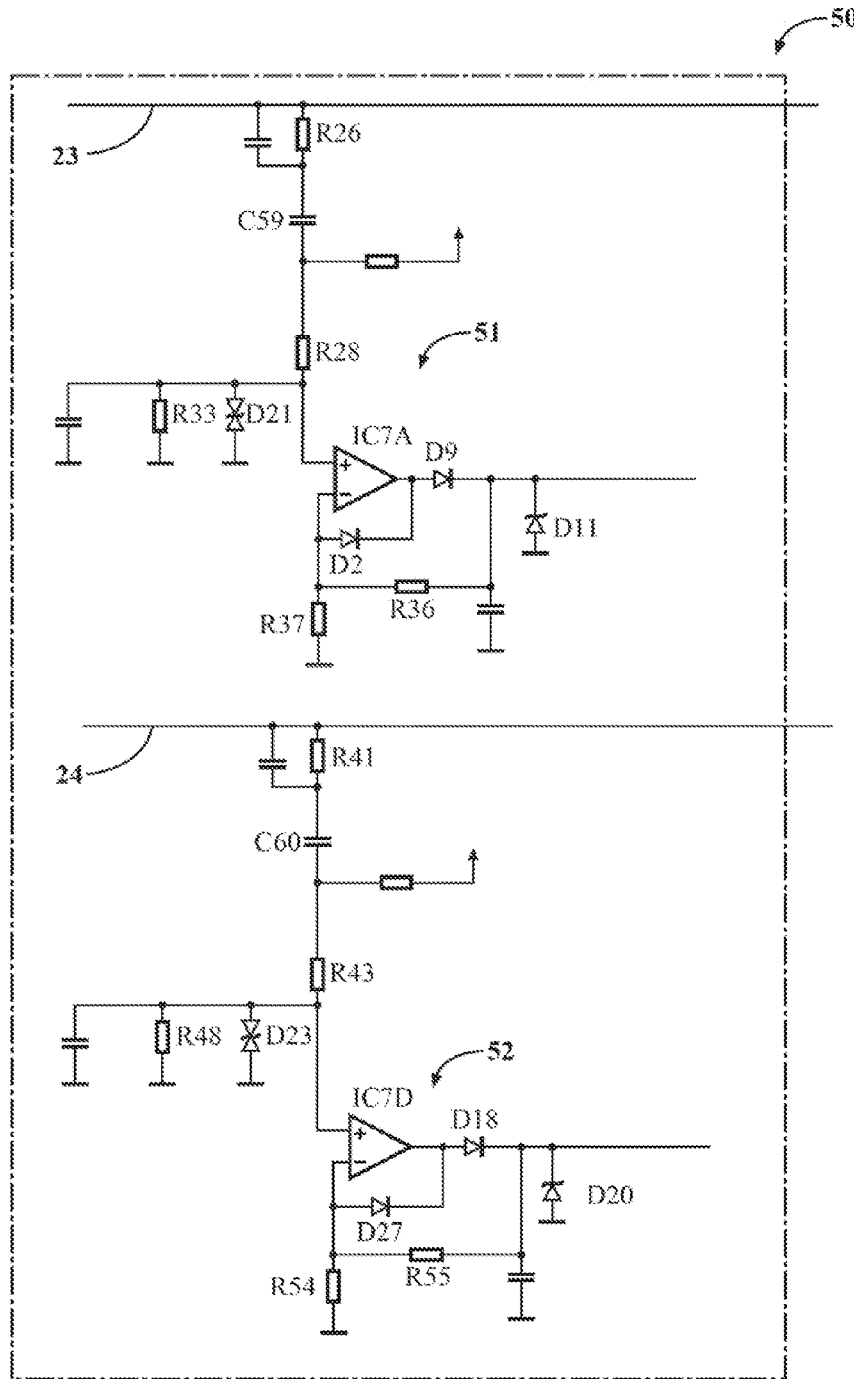 50
23
R26
C59
R28
51
R33
D21
IC7A
D9
D11
D2
R36
R37
24
R41
C60
R43
R48
D23
52
IC7D
D18
D20
D27
R55
R54